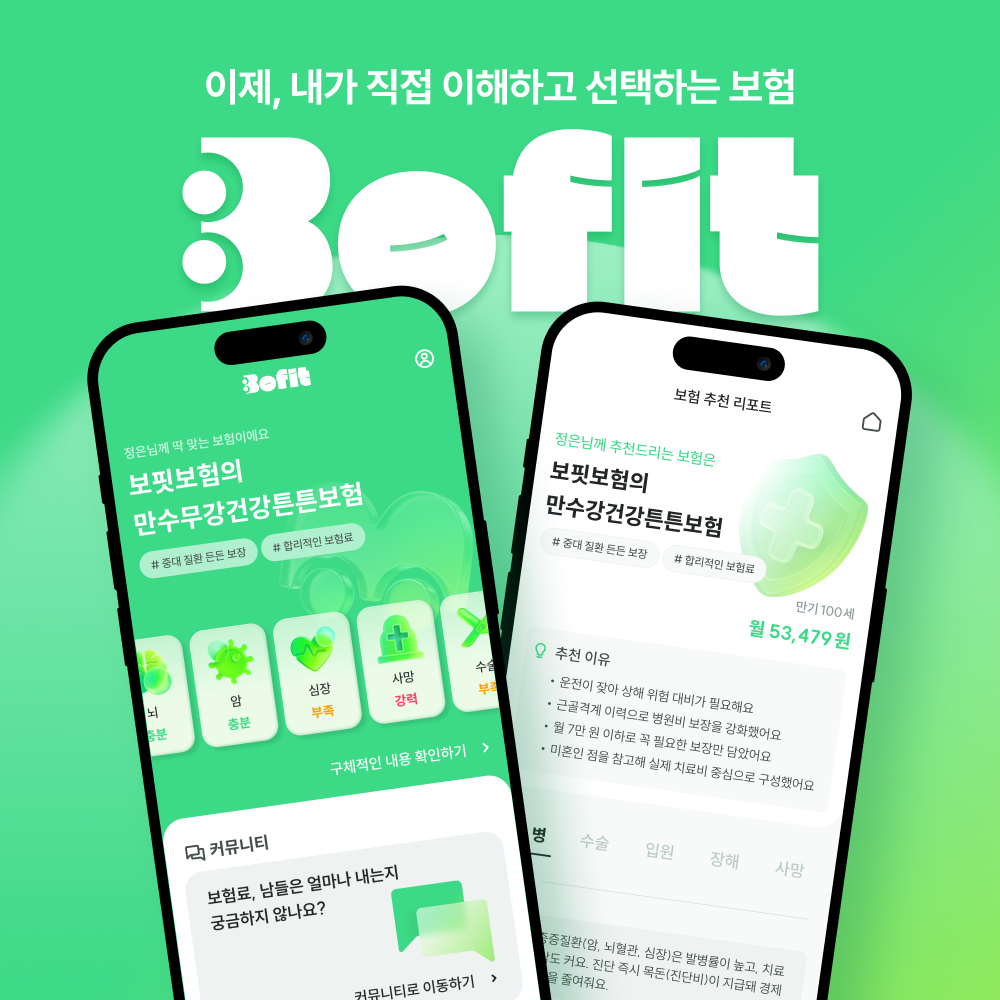 이제, 내가 직접 이해하고 선택하는 보험
Bofit
Bofit
정은님께 딱 맞는 보험이에요
보핏보험의
만수무강건강튼튼보험
# 중대 질환 든든 보장
# 합리적인 보험료
뇌
충분
암
충분
심장
부족
사망
강력
수술
부족
구체적인 내용 확인하기
커뮤니티
보험료, 남들은 얼마나 내는지
궁금하지 않나요?
커뮤니티로 이동하기
보험 추천 리포트
정은님께 추천드리는 보험은
보핏보험의
만수강건강튼튼보험
# 중대 질환 든든 보장
# 합리적인 보험료
만기 100세
월 53,479 원
추천 이유
• 운전이 잦아 상해 위험 대비가 필요해요
• 근골격계 이력으로 병원비 보장을 강화했어요
• 월 7만 원 이하로 꼭 필요한 보장만 담았어요
• 미혼인 점을 참고해 실제 치료비 중심으로 구성했어요
병
수술
입원
장해
사망
중증질환(암, 뇌혈관, 심장)은 발병률이 높고, 치료
커요. 진단 즉시 목돈(진단비)이 지급돼 경제
줄여줘요.